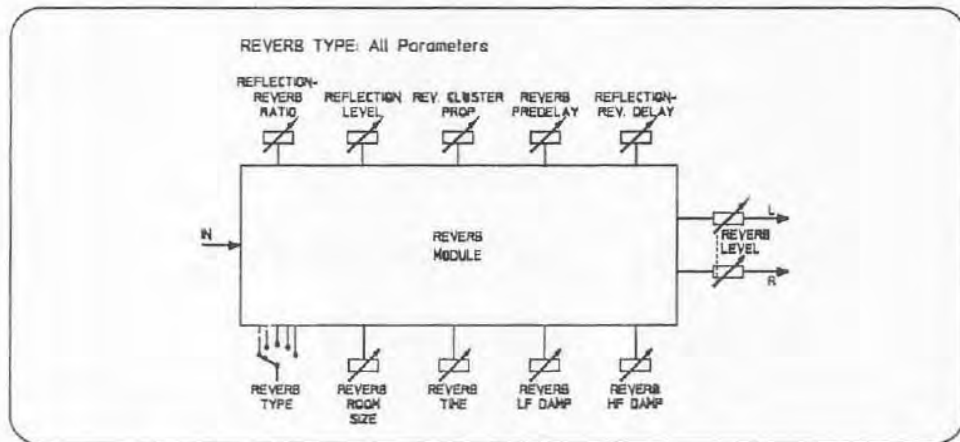 REVERB TYPE: All Parameters
REFLECTION-
REVERB
RATIO
REFLECTION
LEVEL
REV. CLUSTER
PROP
REVERB
PREDELAY
REFLECTION-
REV. DELAY
IN
REVERB
MODULE
L
REVERB
LEVEL
R
REVERB
TYPE
REVERB
ROOM
SIZE
REVERB
TIME
REVERB
LF DAMP
REVERB
HF DAMP